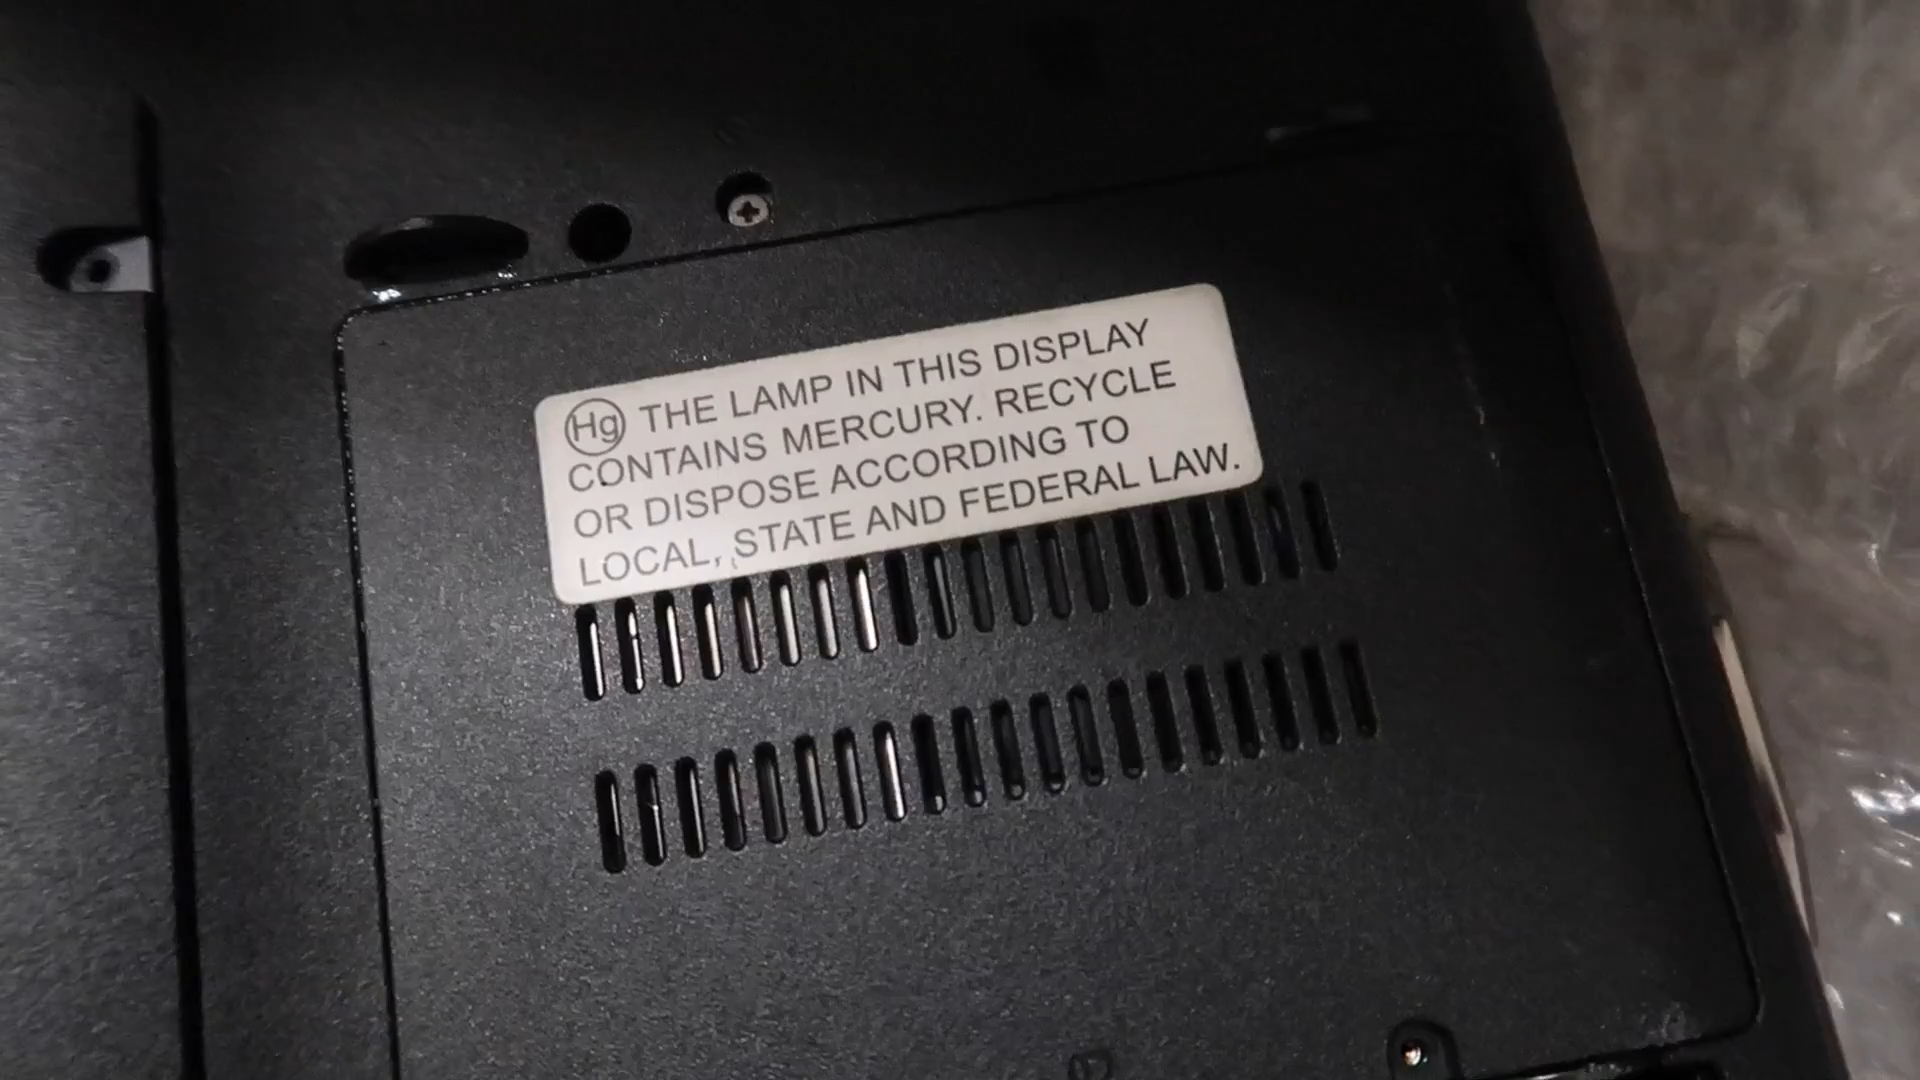 Hg THE LAMP IN THIS DISPLAY
CONTAINS MERCURY. RECYCLE
OR DISPOSE ACCORDING TO
LOCAL, STATE AND FEDERAL LAW.